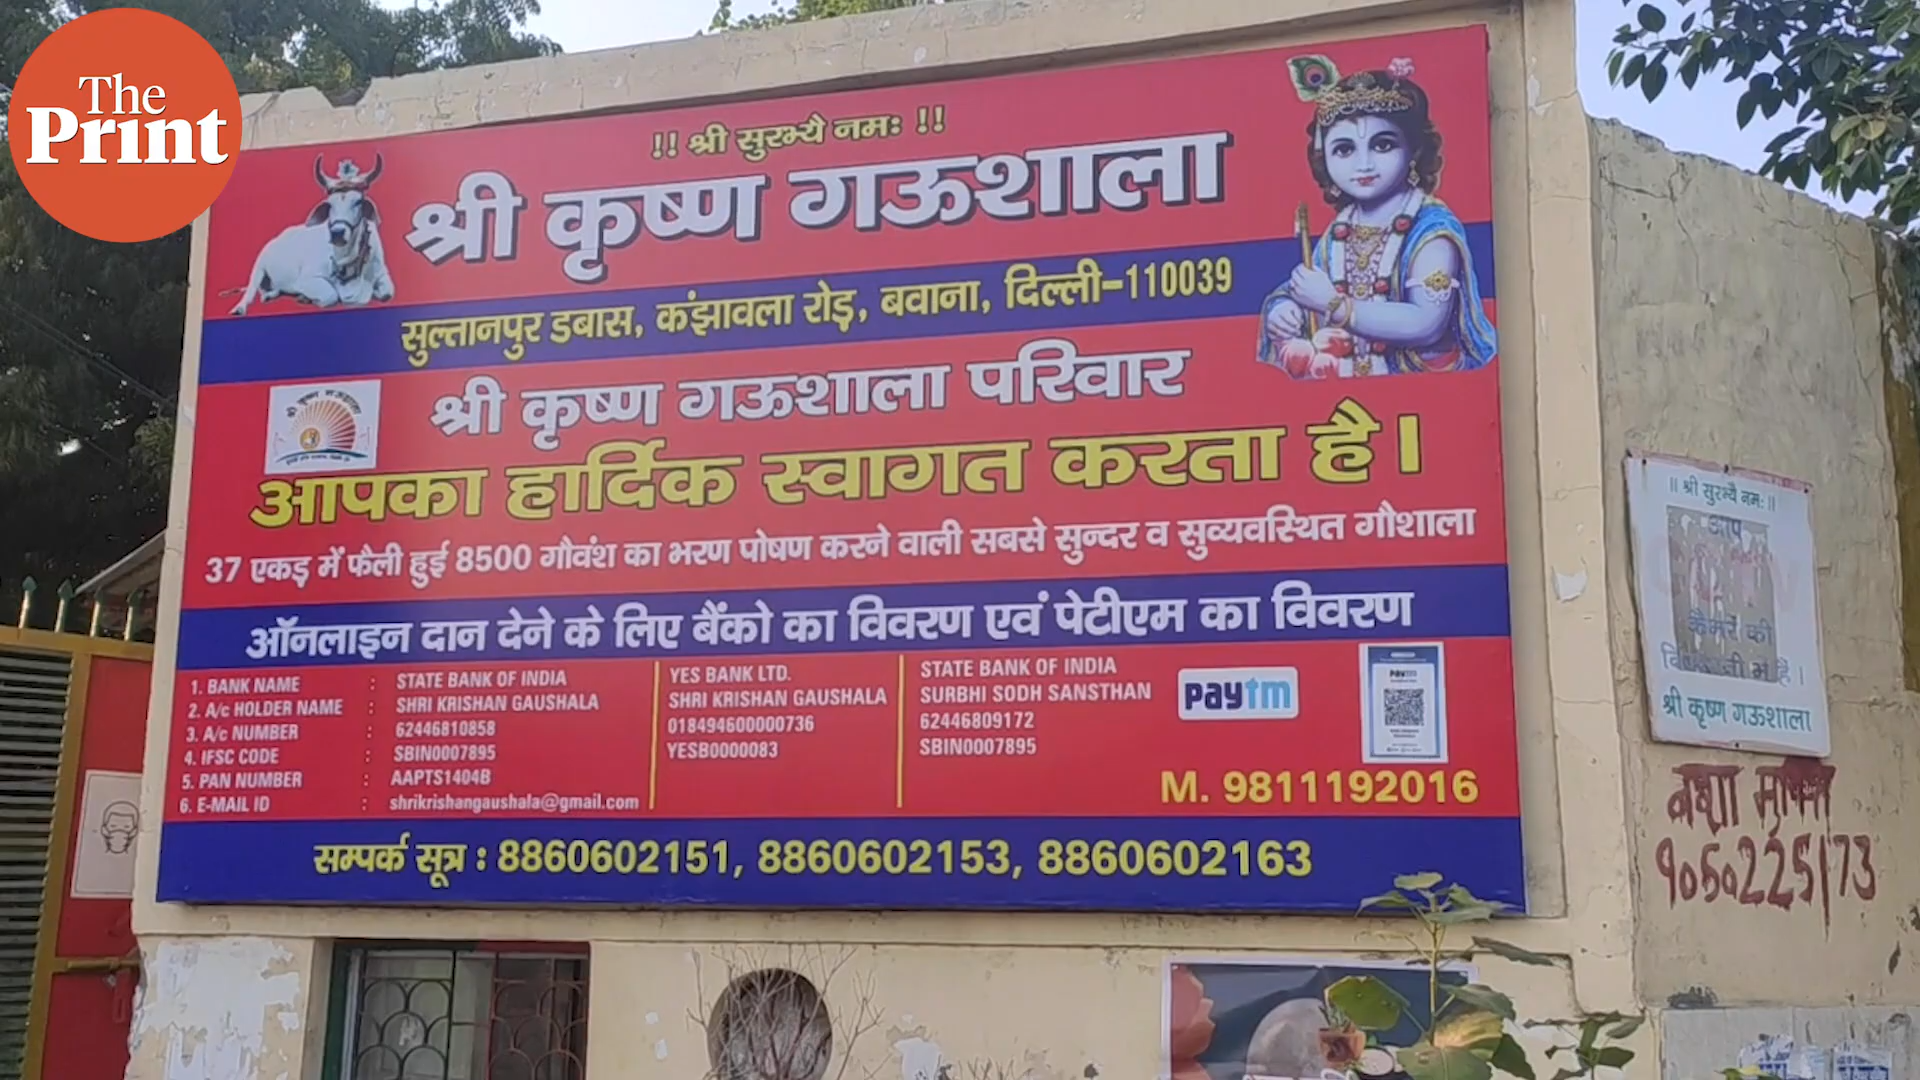 The
Print
!! श्री सुरभ्यै नमः !!
श्री कृष्ण गऊशाला
सुल्तानपुर डबास, कंझावला रोड़, बवाना, दिल्ली-110039
श्री कृष्ण गऊशाला परिवार
आपका हार्दिक स्वागत करता है।
37 एकड़ में फैली हुई 8500 गौवंश का भरण पोषण करने वाली सबसे सुन्दर व सुव्यवस्थित गौशाला
ऑनलाइन दान देने के लिए बैंको का विवरण एवं पेटीएम का विवरण
1. BANK NAME : STATE BANK OF INDIA YES BANK LTD. STATE BANK OF INDIA
2. A/c HOLDER NAME : SHRI KRISHAN GAUSHALA SHRI KRISHAN GAUSHALA SURBHI SODH SANSTHAN
3. A/c NUMBER : 62446810858 018494600000736 62446809172
4. IFSC CODE : SBIN0007895 YESB0000083 SBIN0007895
5. PAN NUMBER : AAPTS1404B
6. E-MAIL ID : shrikrishangaushala@gmail.com
paytm
paytm
M. 9811192016
सम्पर्क सूत्र : 8860602151, 8860602153, 8860602163
॥ श्री सुरभ्यै नमः ॥
आप
कैमरे की
में है।
श्री कृष्ण गऊशाला
नशा